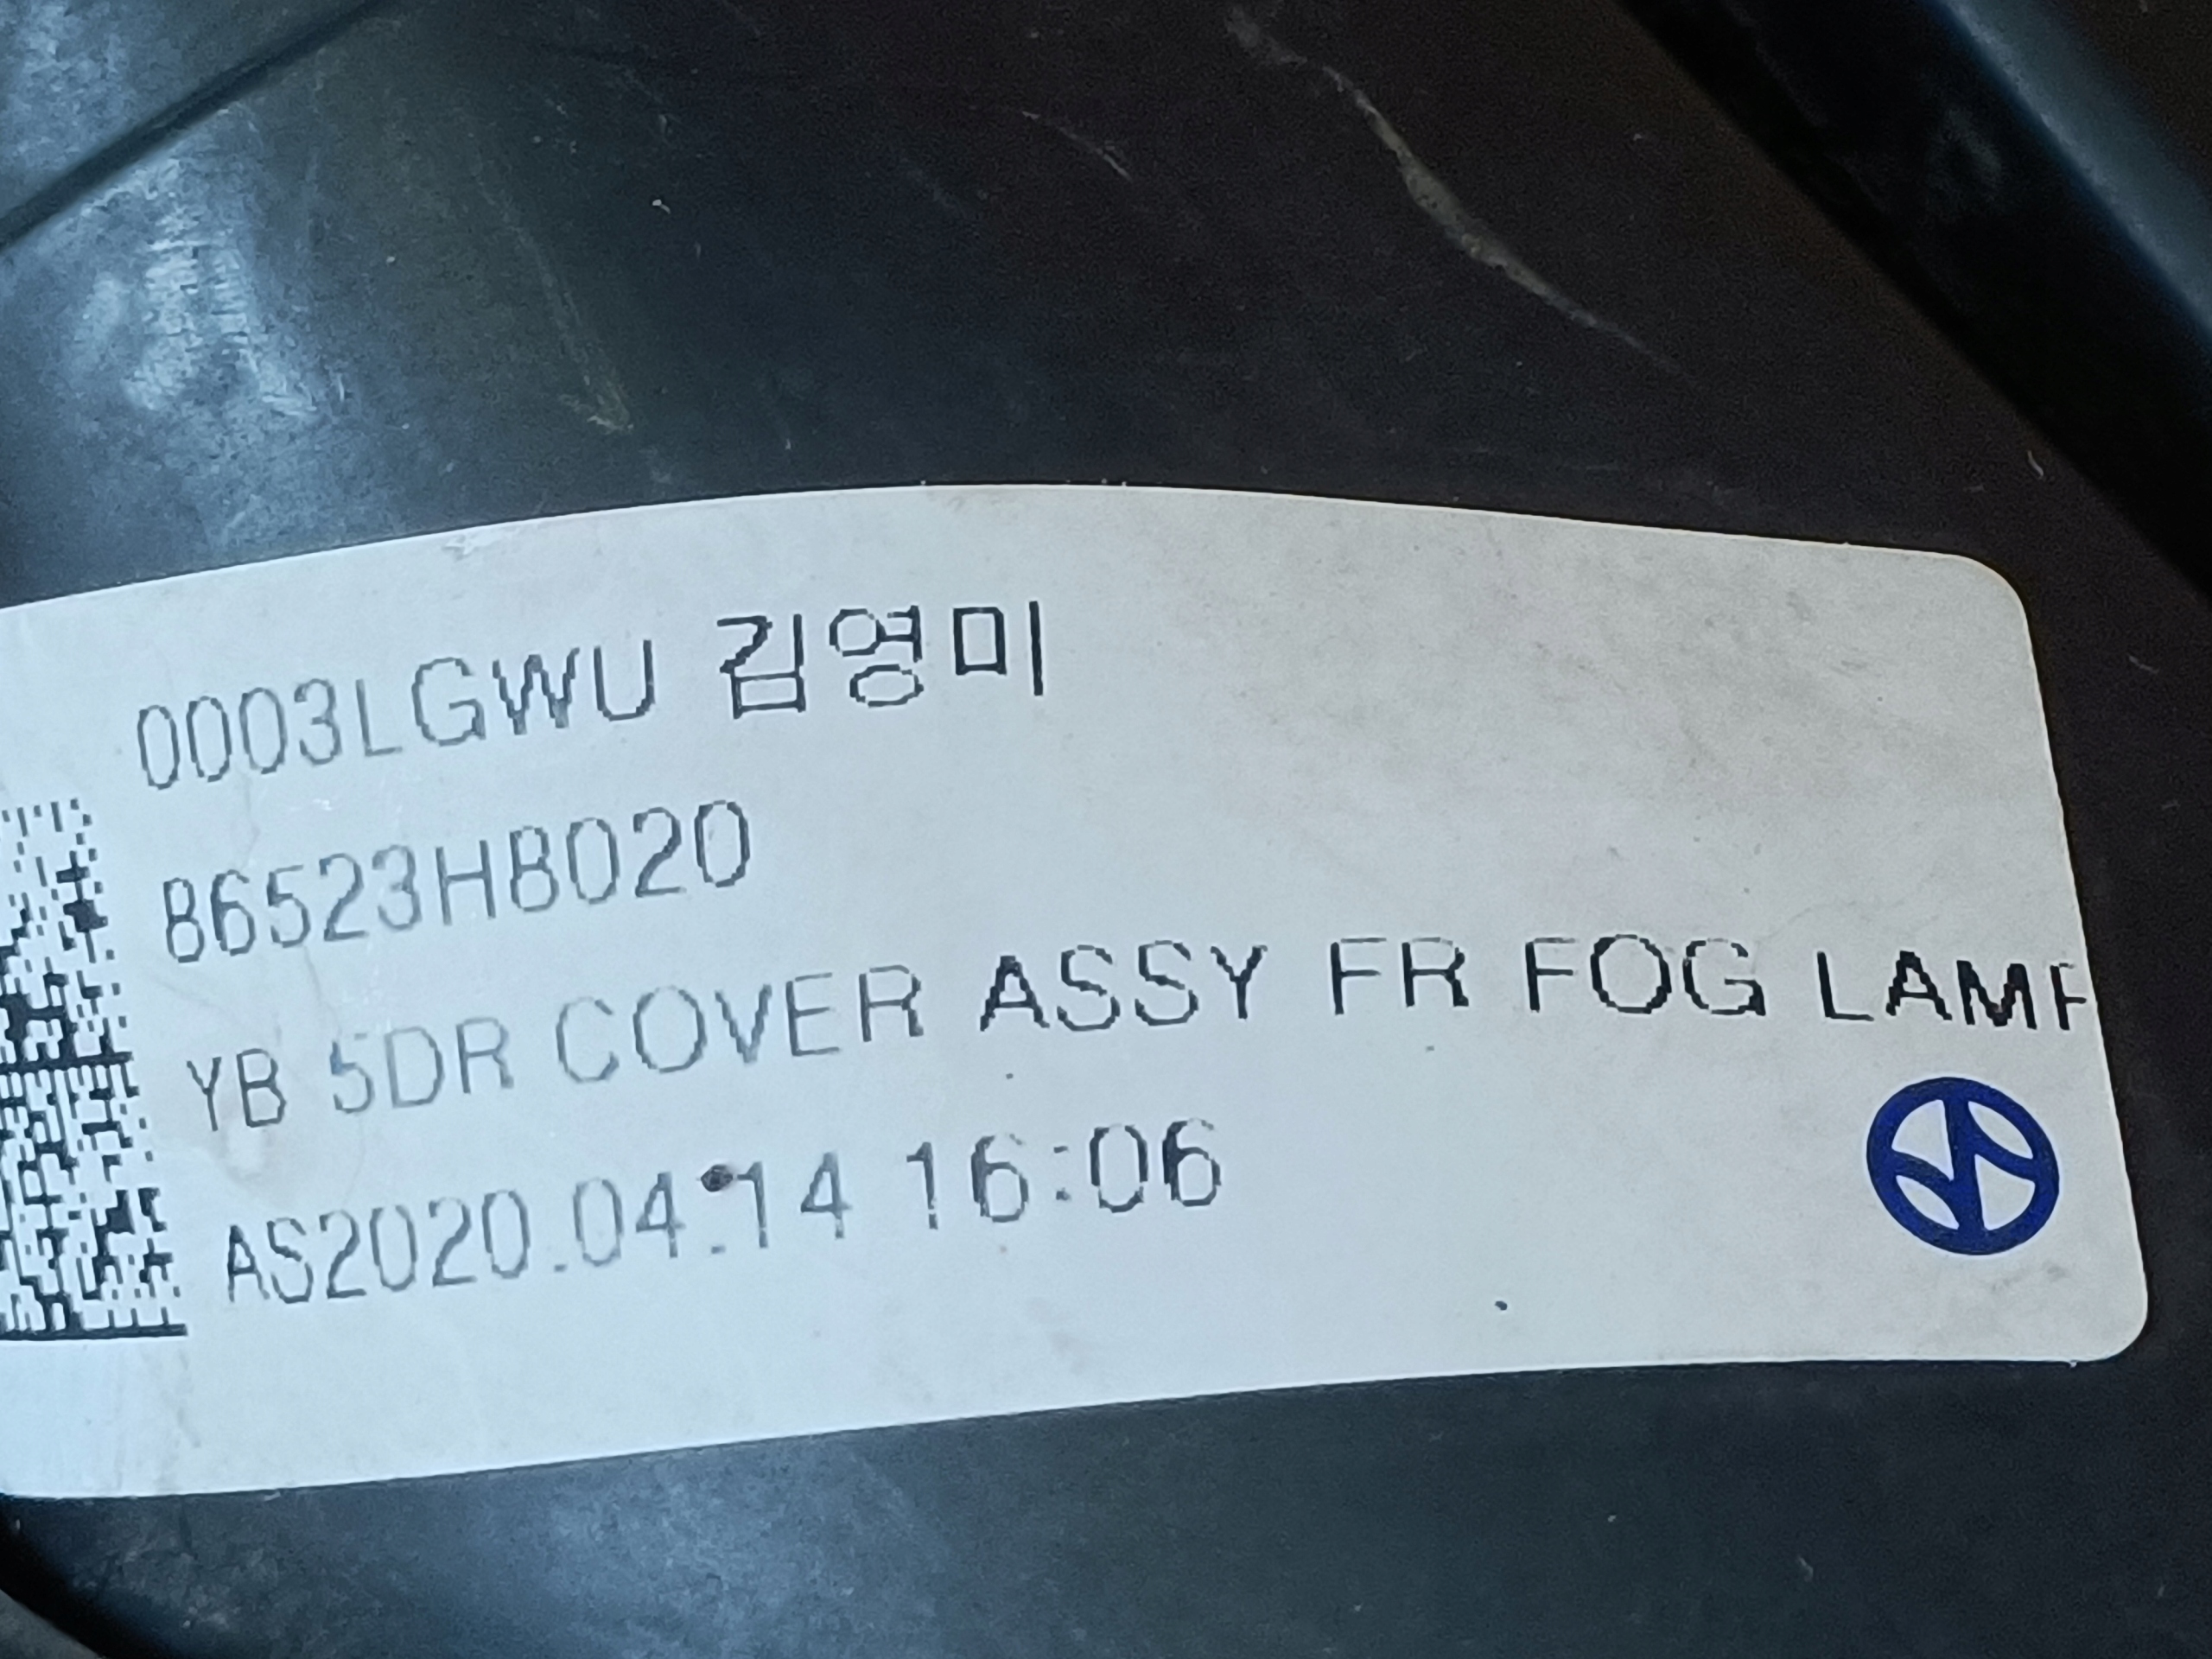 0003LGWU 김영미
86523H8020
YB 5DR COVER ASSY FR FOG LAMP
AS2020.04.14 16:06